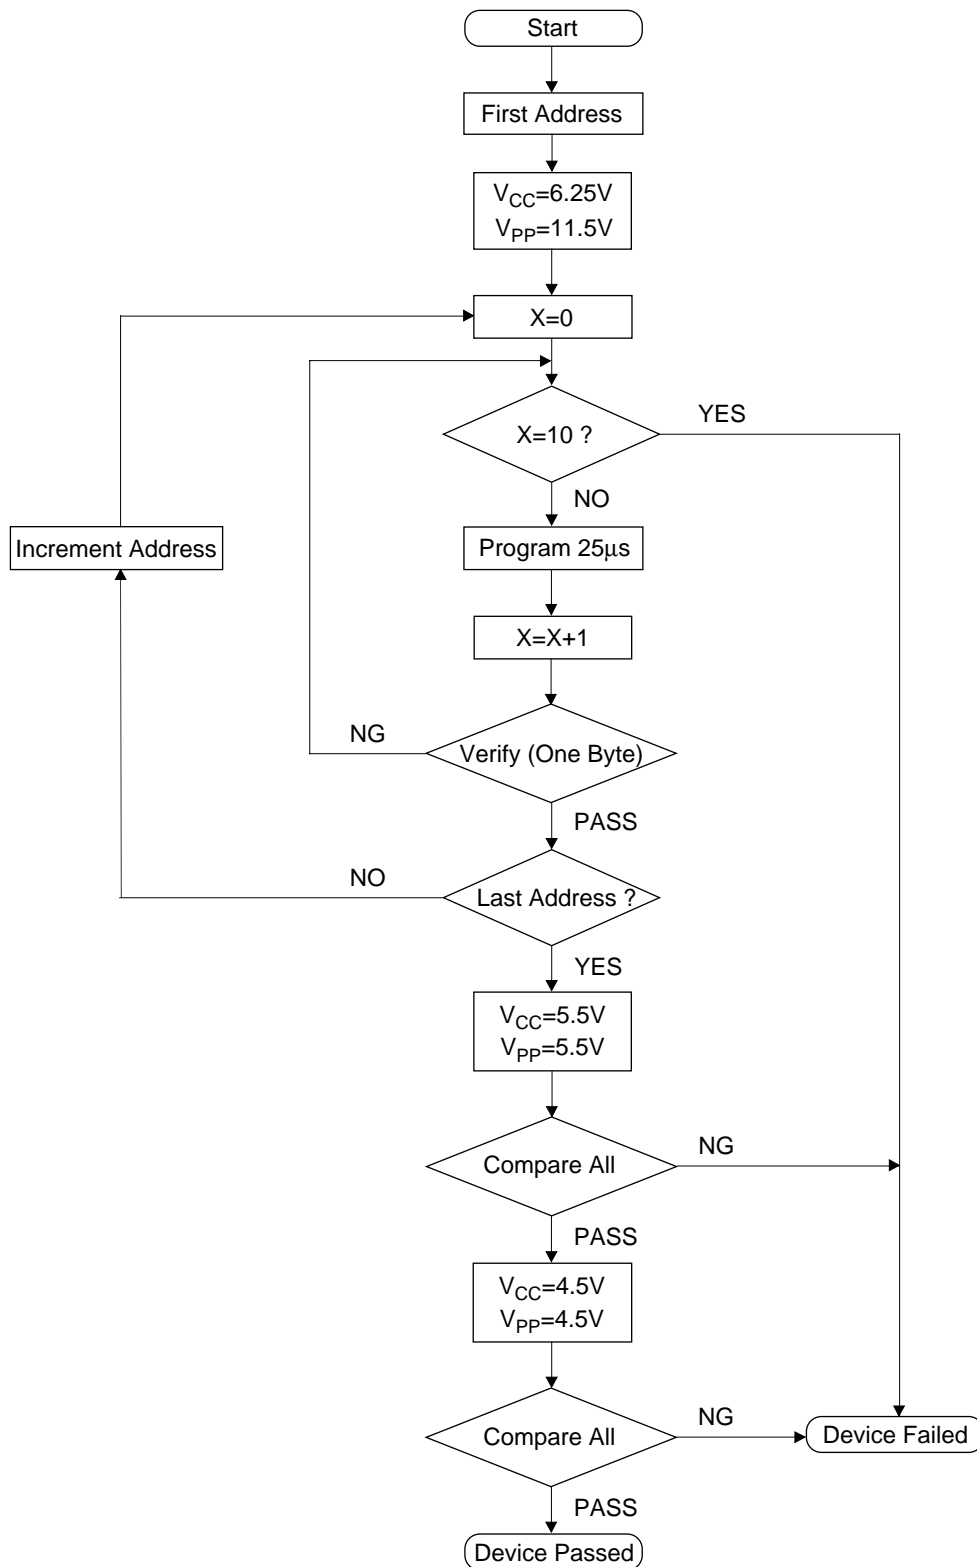 Start
First Address
VCC=6.25V
VPP=11.5V
X=0
X=10 ?
YES
NO
Increment Address
Program 25μs
X=X+1
NG
Verify (One Byte)
PASS
NO
Last Address ?
YES
VCC=5.5V
VPP=5.5V
NG
Compare All
PASS
VCC=4.5V
VPP=4.5V
NG
Compare All
Device Failed
PASS
Device Passed